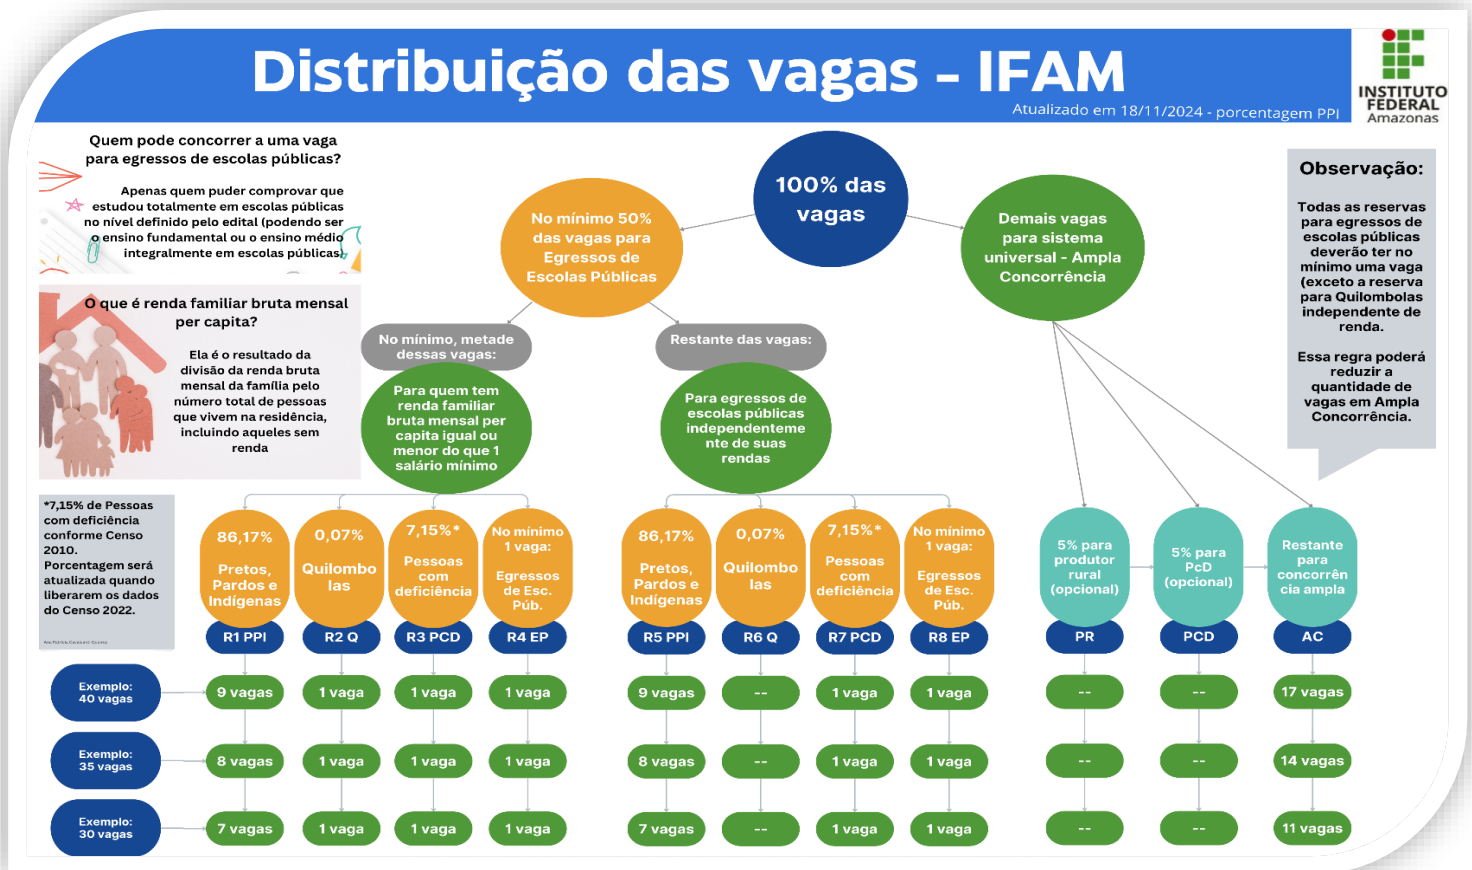 Distribuição das vagas - IFAM
Atualizado em 18/11/2024 - porcentagem PPI
INSTITUTO
FEDERAL
Amazonas
Quem pode concorrer a uma vaga
para egressos de escolas públicas?
Apenas quem puder comprovar que
estudou totalmente em escolas públicas
no nível definido pelo edital (podendo ser
o ensino fundamental ou o ensino médio
integralmente em escolas públicas)
O que é renda familiar bruta mensal
per capita?
Ela é o resultado da
divisão da renda bruta
mensal da família pelo
número total de pessoas
que vivem na residência,
incluindo aqueles sem
renda
100% das
vagas
No mínimo 50%
das vagas para
Egressos de
Escolas Públicas
Demais vagas
para sistema
universal - Ampla
Concorrência
Observação:
Todas as reservas
para egressos de
escolas públicas
deverão ter no
mínimo uma vaga
(exceto a reserva
para Quilombolas
independente de
renda.
Essa regra poderá
reduzir a
quantidade de
vagas em Ampla
Concorrência.
No mínimo, metade
dessas vagas:
Restante das vagas:
Para quem tem
renda familiar
bruta mensal per
capita igual ou
menor do que 1
salário mínimo
Para egressos de
escolas públicas
independenteme
nte de suas
rendas
*7,15% de Pessoas
com deficiência
conforme Censo
2010.
Porcentagem será
atualizada quando
liberarem os dados
do Censo 2022.
86,17%
Pretos,
Pardos e
Indígenas
R1 PPI
0,07%
Quilombo
las
R2 Q
7,15%*
Pessoas
com
deficiência
R3 PCD
No mínimo
1 vaga:
Egressos
de Esc.
Púb.
R4 EP
86,17%
Pretos,
Pardos e
Indígenas
R5 PPI
0,07%
Quilombo
las
R6 Q
7,15%*
Pessoas
com
deficiência
R7 PCD
No mínimo
1 vaga:
Egressos
de Esc.
Púb.
R8 EP
5% para
produtor
rural
(opcional)
PR
5% para
PcD
(opcional)
PCD
Restante
para
concorrên
cia ampla
AC
Exemplo:
40 vagas
9 vagas
1 vaga
1 vaga
1 vaga
9 vagas
--
1 vaga
1 vaga
--
--
17 vagas
Exemplo:
35 vagas
8 vagas
1 vaga
1 vaga
1 vaga
8 vagas
--
1 vaga
1 vaga
--
--
14 vagas
Exemplo:
30 vagas
7 vagas
1 vaga
1 vaga
1 vaga
7 vagas
--
1 vaga
1 vaga
--
--
11 vagas